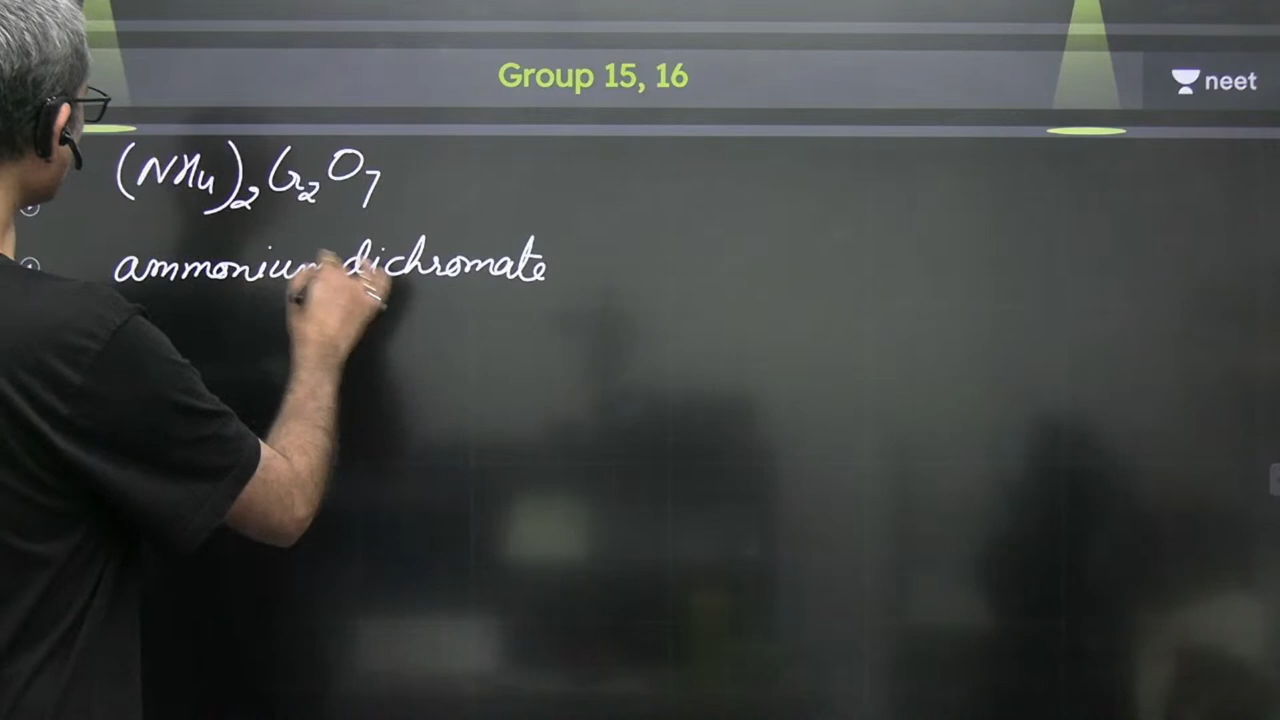 Group 15, 16
neet
(NH₄)₂Cr₂O₇
ammonium dichromate